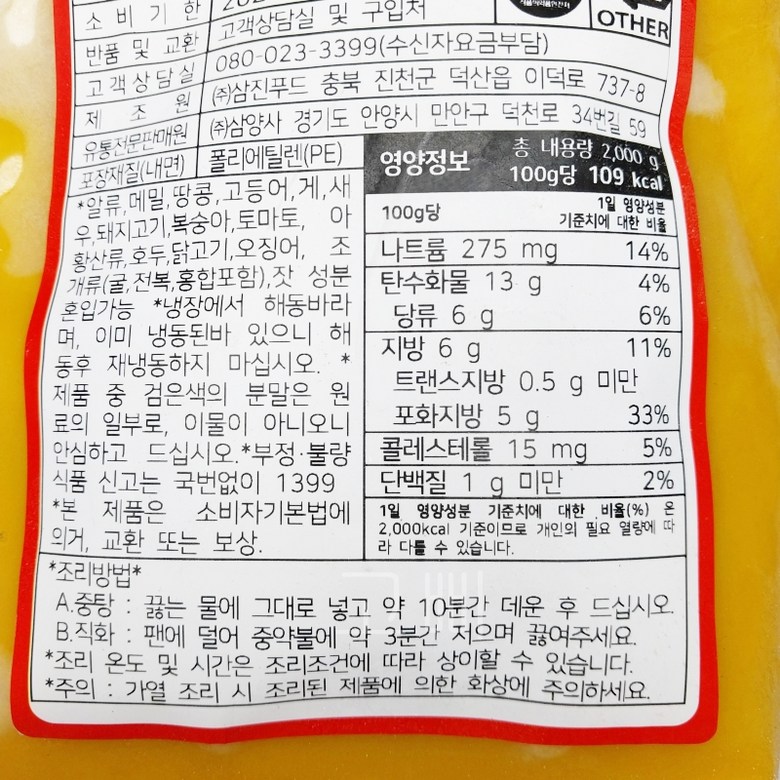 소 비 기 한
반품 및 교환
고객상담실 및 구입처
OTHER
고객상담실
080-023-3399(수신자요금부담)
제 조 원
㈜삼진푸드 충북 진천군 덕산읍 이덕로 737-8
유통전문판매원
㈜삼양사 경기도 안양시 만안구 덕천로 34번길 59
포장재질(내면)
폴리에틸렌(PE)
*알류,메밀,땅콩,고등어,게,새
우,돼지고기,복숭아,토마토, 아
황산류,호두,닭고기,오징어, 조
개류(굴,전복,홍합포함),잣 성분
혼입가능 *냉장에서 해동바라
며, 이미 냉동된바 있으니 해
동후 재냉동하지 마십시오. *
제품 중 검은색의 분말은 원
료의 일부로, 이물이 아니오니
안심하고 드십시오.*부정·불량
식품 신고는 국번없이 1399
*본 제품은 소비자기본법에
의거, 교환 또는 보상.
영양정보
총 내용량 2,000 g
100g당 109 kcal
100g당
1일 영양성분
기준치에 대한 비율
나트륨 275 mg 14%
탄수화물 13 g 4%
당류 6 g 6%
지방 6 g 11%
트랜스지방 0.5 g 미만
포화지방 5 g 33%
콜레스테롤 15 mg 5%
단백질 1 g 미만 2%
1일 영양성분 기준치에 대한 비율(%) 은
2,000kcal 기준이므로 개인의 필요 열량에 따
라 다를 수 있습니다.
*조리방법*
A.중탕 : 끓는 물에 그대로 넣고 약 10분간 데운 후 드십시오.
B.직화 : 팬에 덜어 중약불에 약 3분간 저으며 끓여주세요.
*조리 온도 및 시간은 조리조건에 따라 상이할 수 있습니다.
*주의 : 가열 조리 시 조리된 제품에 의한 화상에 주의하세요.